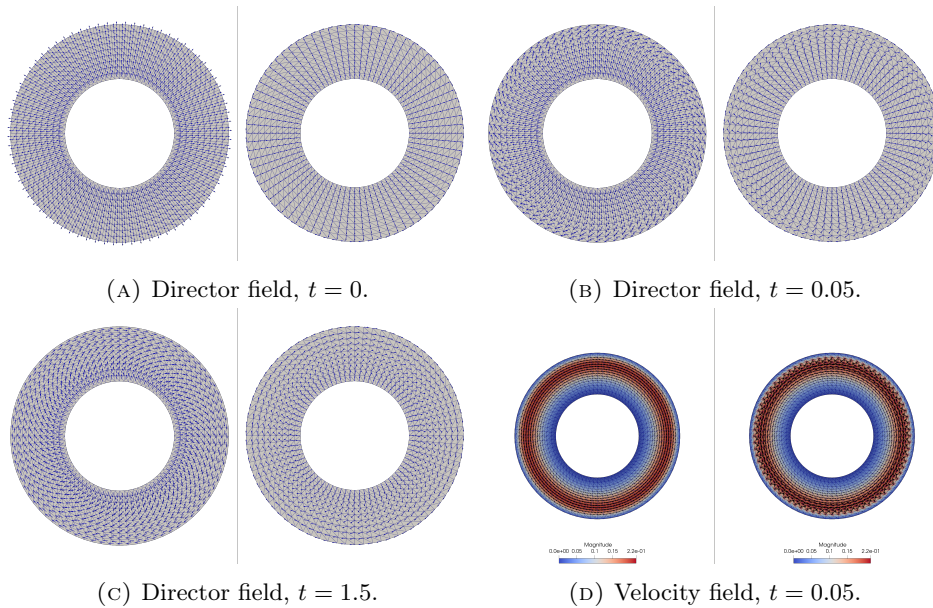 (A) Director field, t = 0.
(B) Director field, t = 0.05.
Magnitude
0.0e+00 0.05 0.1 0.15 2.2e-01
Magnitude
0.0e+00 0.05 0.1 0.15 2.2e-01
(C) Director field, t = 1.5.
(D) Velocity field, t = 0.05.